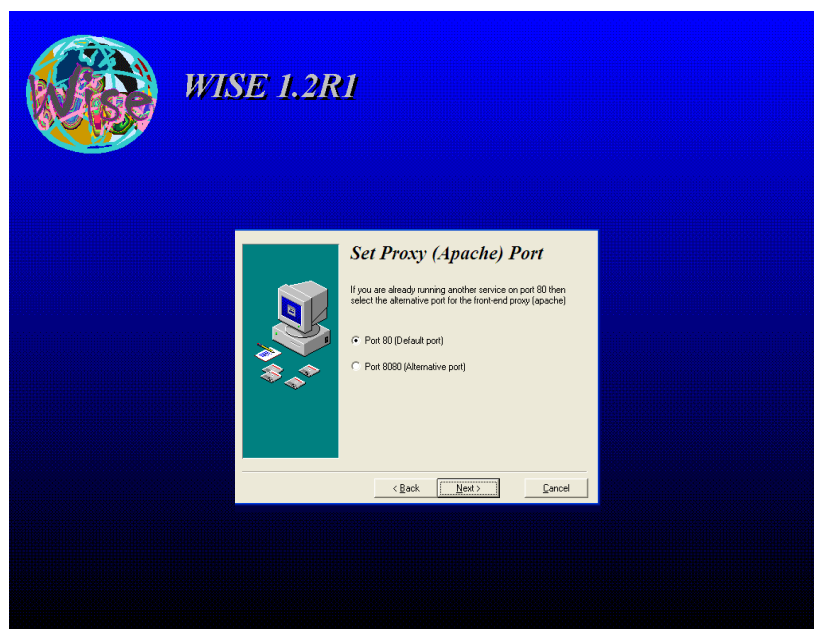 Wise
WISE 1.2R1
Set Proxy (Apache) Port
If you are already running another service on port 80 then
select the alternative port for the front-end proxy (apache)
Port 80 (Default port)
Port 8080 (Alternative port)
< Back
Next >
Cancel